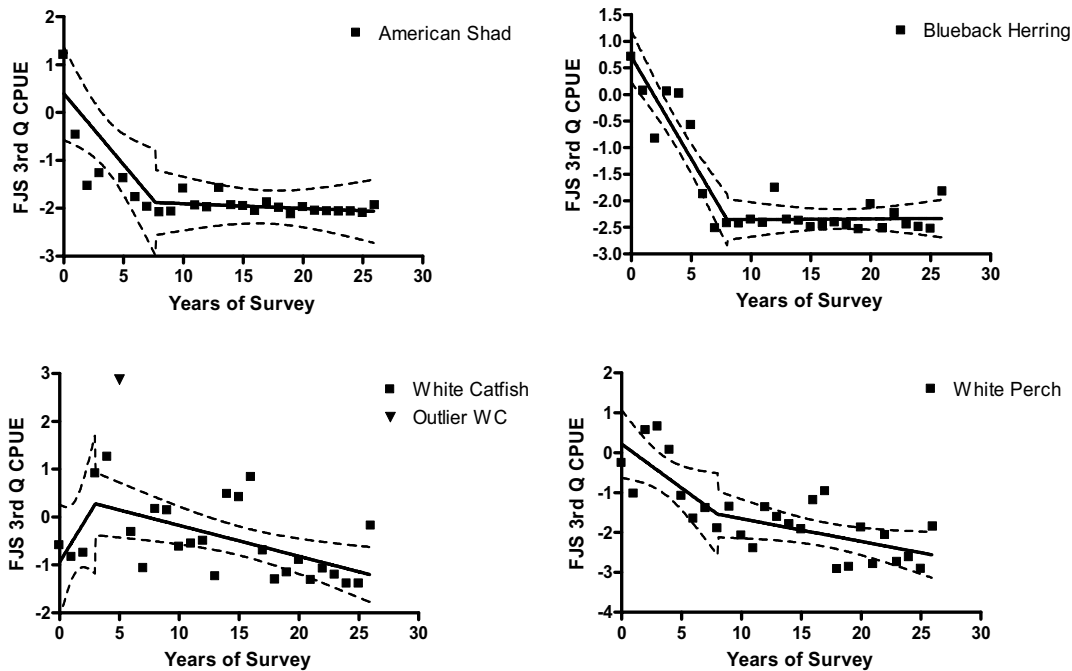 American Shad
FJS 3rd Q CPUE
2
1
0
-1
-2
-3
0 5 10 15 20 25 30
Years of Survey
Blueback Herring
FJS 3rd Q CPUE
1.5
1.0
0.5
0.0
-0.5
-1.0
-1.5
-2.0
-2.5
-3.0
0 5 10 15 20 25 30
Years of Survey
White Catfish
Outlier WC
FJS 3rd Q CPUE
3
2
1
0
-1
-2
0 5 10 15 20 25 30
Years of Survey
White Perch
FJS 3rd Q CPUE
2
1
0
-1
-2
-3
-4
0 5 10 15 20 25 30
Years of Survey